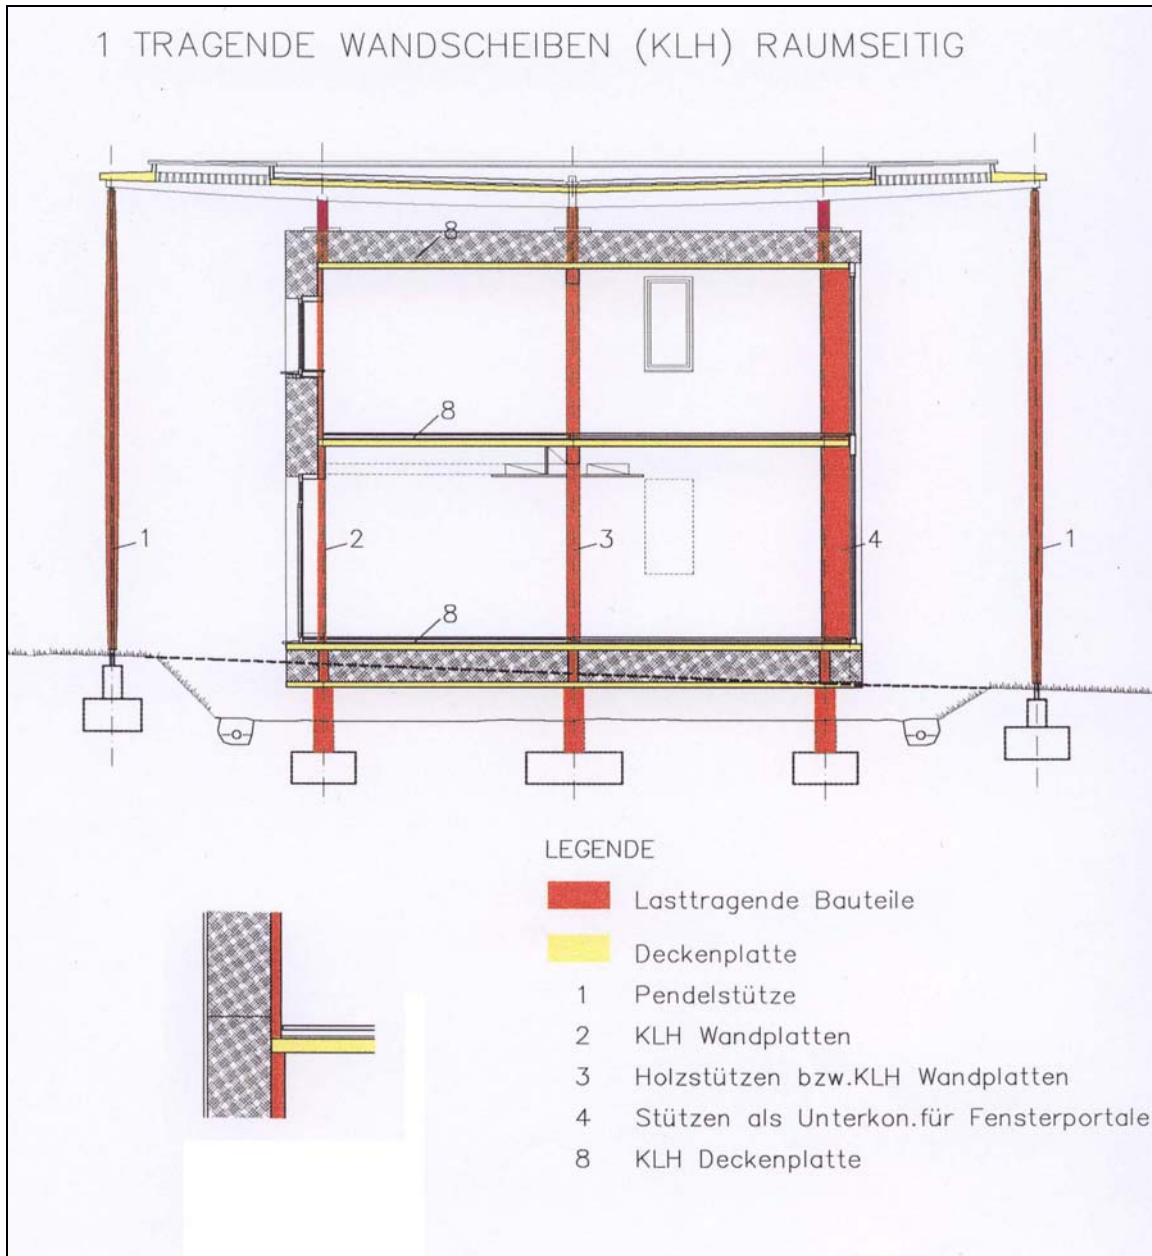 1 TRAGENDE WANDSCHEIBEN (KLH) RAUMSEITIG
8
8
1
2
3
4
1
8
LEGENDE
Lasttragende Bauteile
Deckenplatte
1 Pendelstütze
2 KLH Wandplatten
3 Holzstützen bzw.KLH Wandplatten
4 Stützen als Unterkon.für Fensterportale
8 KLH Deckenplatte